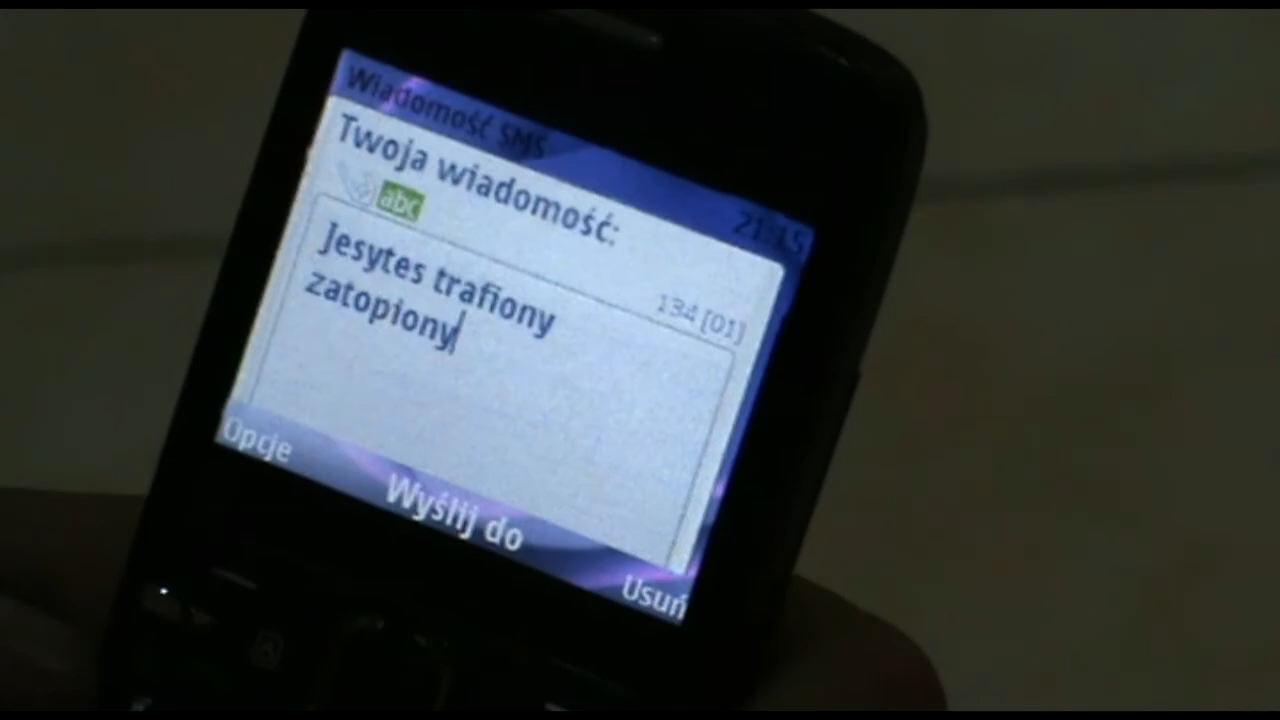 Wiadomość SMS
21:15
Twoja wiadomość:
abc
134[01]
Jesytes trafiony
zatopiony
Opcje
Wyślij do
Usuń